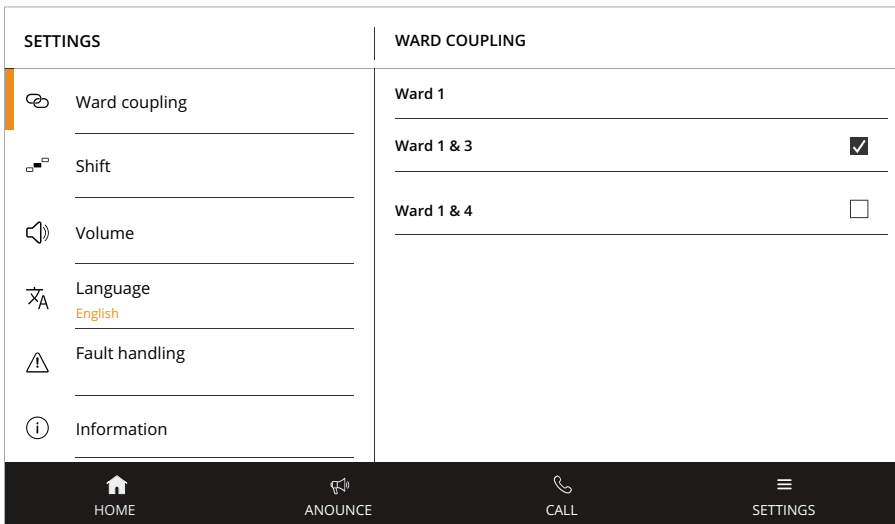 SETTINGS
WARD COUPLING
Ward coupling
Shift
Volume
Language
English
Fault handling
Information
Ward 1
Ward 1 & 3
Ward 1 & 4
HOME
ANOUNCE
CALL
SETTINGS